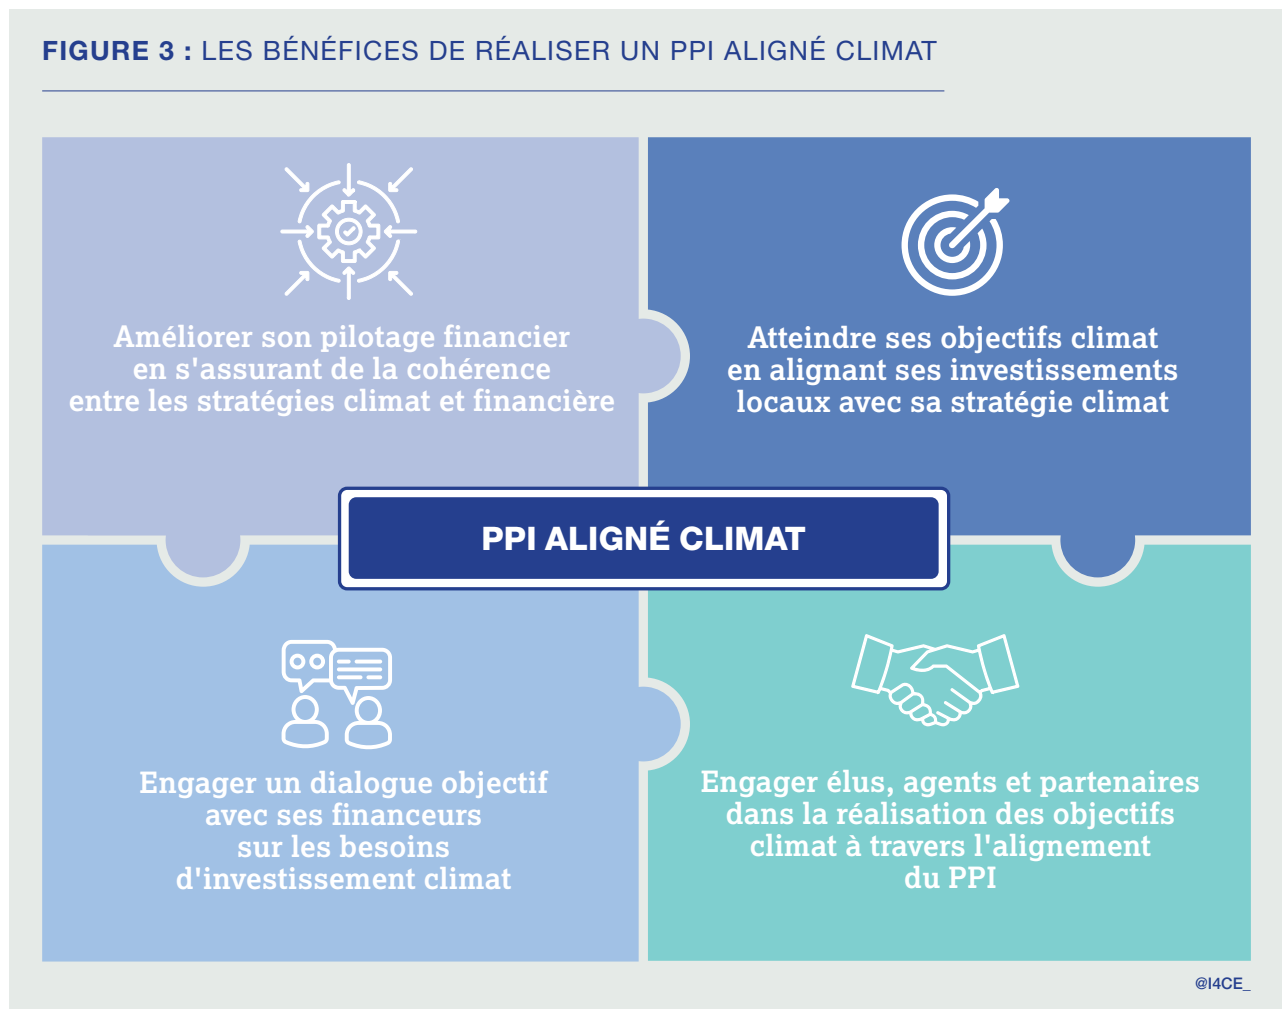 FIGURE 3 : LES BÉNÉFICES DE RÉALISER UN PPI ALIGNÉ CLIMAT
Améliorer son pilotage financier
en s'assurant de la cohérence
entre les stratégies climat et financière
Atteindre ses objectifs climat
en alignant ses investissements
locaux avec sa stratégie climat
PPI ALIGNÉ CLIMAT
Engager un dialogue objectif
avec ses financeurs
sur les besoins
d'investissement climat
Engager élus, agents et partenaires
dans la réalisation des objectifs
climat à travers l'alignement
du PPI
@I4CE_